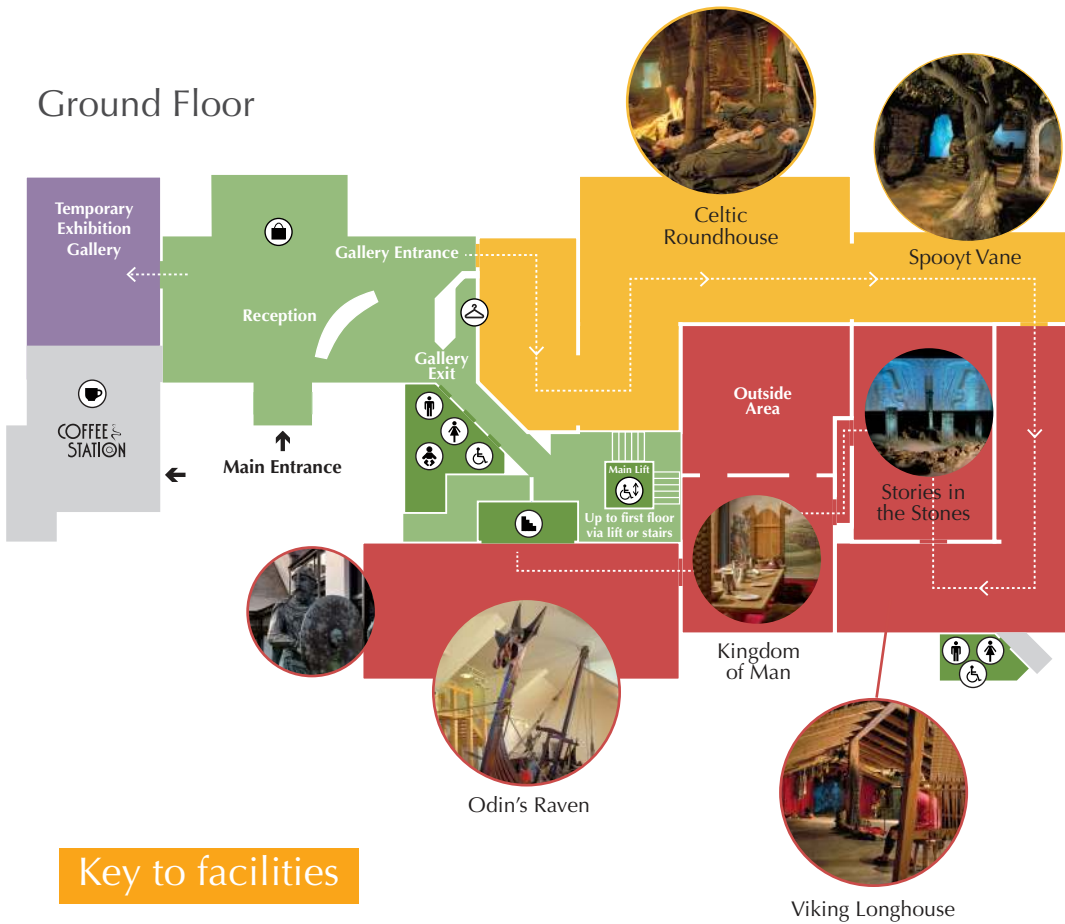 Ground Floor
Temporary
Exhibition
Gallery
Gallery Entrance
Reception
Gallery
Exit
Main Entrance
COFFEE
STATION
Celtic
Roundhouse
Spooyt Vane
Outside
Area
Stories in
the Stones
Main Lift
Up to first floor
via lift or stairs
Kingdom
of Man
Odin's Raven
Viking Longhouse
Key to facilities